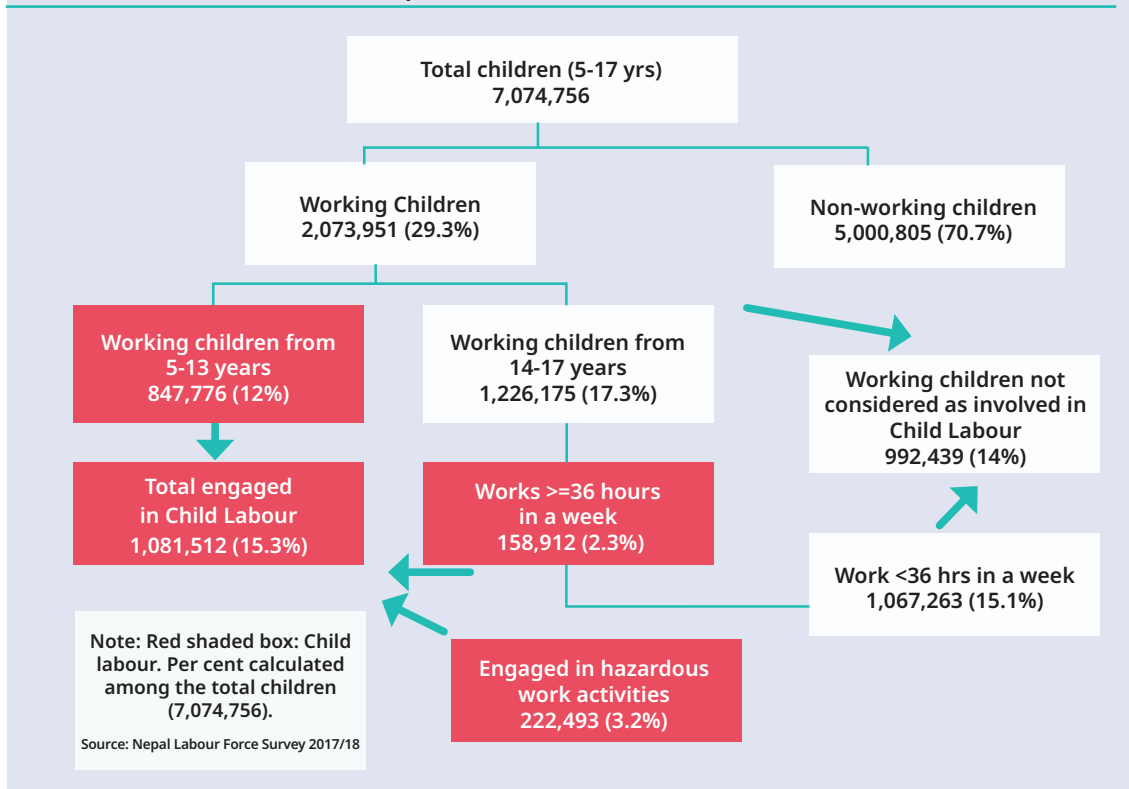 Total children (5-17 yrs)
7,074,756
Working Children
2,073,951 (29.3%)
Non-working children
5,000,805 (70.7%)
Working children from
5-13 years
847,776 (12%)
Working children from
14-17 years
1,226,175 (17.3%)
Working children not
considered as involved in
Child Labour
992,439 (14%)
Total engaged
in Child Labour
1,081,512 (15.3%)
Works >=36 hours
in a week
158,912 (2.3%)
Work <36 hrs in a week
1,067,263 (15.1%)
Note: Red shaded box: Child
labour. Per cent calculated
among the total children
(7,074,756).
Source: Nepal Labour Force Survey 2017/18
Engaged in hazardous
work activities
222,493 (3.2%)